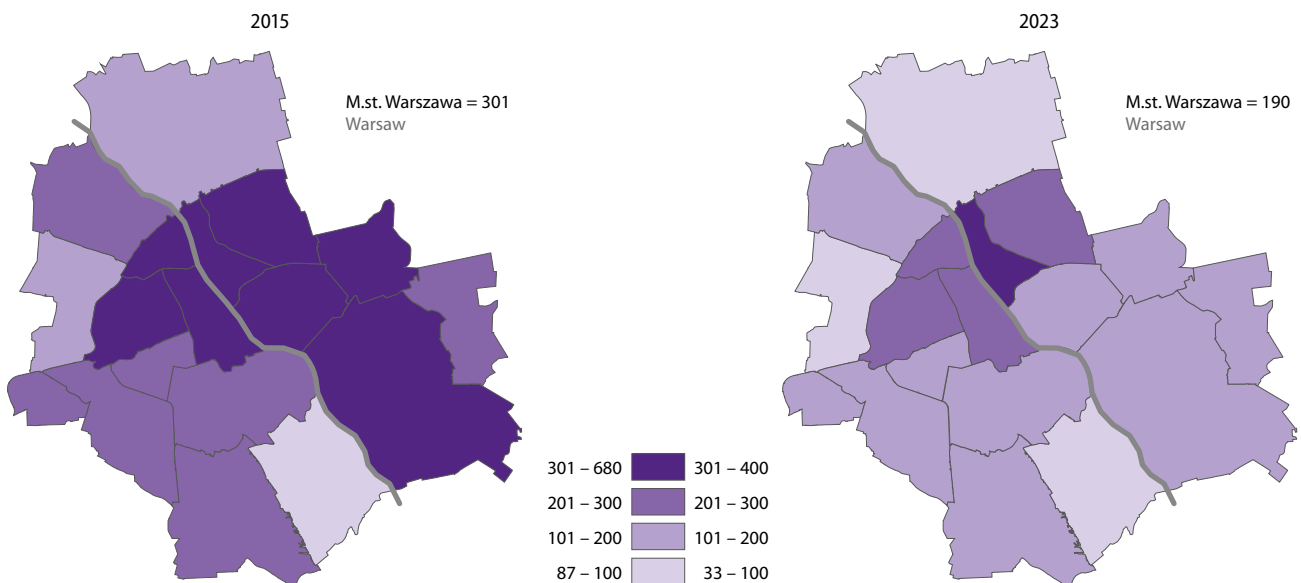 2015
M.st. Warszawa = 301
Warsaw
2023
M.st. Warszawa = 190
Warsaw
301 – 680 301 – 400
201 – 300 201 – 300
101 – 200 101 – 200
87 – 100 33 – 100